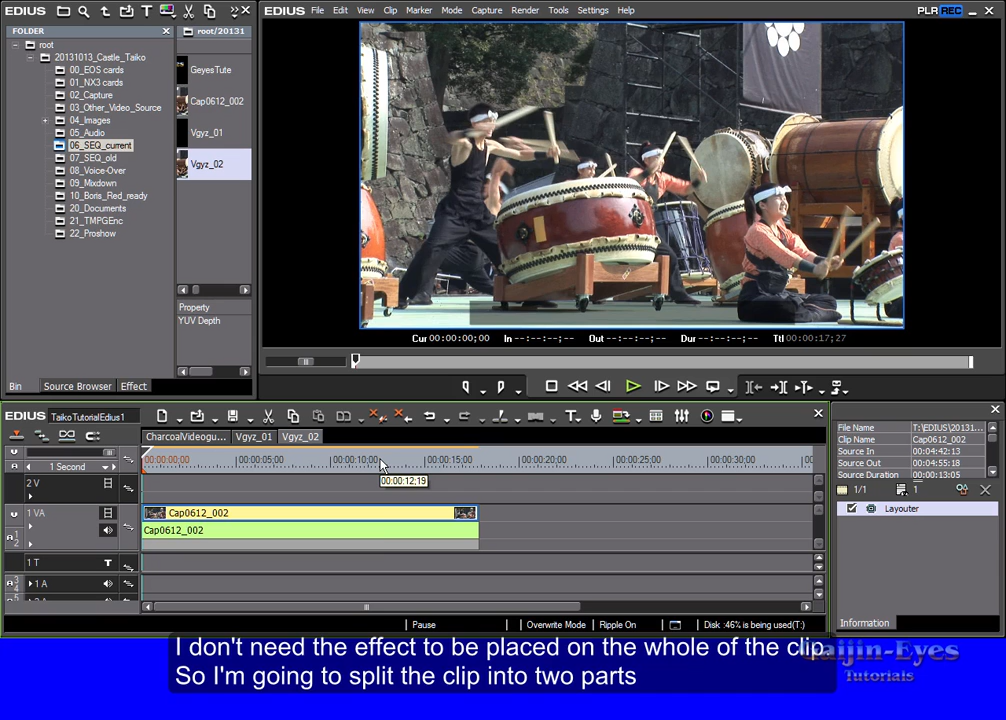 EDIUS
EDIUS File Edit View Clip Marker Mode Capture Render Tools Settings Help
PLR REC
FOLDER
root
20131013_Castle_Taiko
00_EOS cards
01_NX3 cards
02_Capture
03_Other_Video_Source
04_Images
05_Audio
06_SEQ_current
07_SEQ_old
08_Voice-Over
09_Mixdown
10_Boris_Red_ready
20_Documents
21_TMPGEnc
22_Proshow
root/20131
GeyesTute
Cap0612_002
Vgyz_01
Vgyz_02
Property
YUV Depth
Bin Source Browser Effect
Cur 00:00:00;00 In --:--:--;-- Out --:--:--;-- Dur --:--:--;-- Ttl 00:00:17;27
EDIUS TaikoTutorialEdius1
CharcoalVideogu... Vgyz_01 Vgyz_02
1 Second
00:00:00;00 00:00:05;00 00:00:10;00 00:00:15;00 00:00:20;00 00:00:25;00 00:00:30;00 00
00:00:12;19
2 V
1 VA
Cap0612_002
Cap0612_002
1 2
1 T
3 4
1 A
5
Pause Overwrite Mode Ripple On Disk :46% is being used(T:)
File Name T:\EDIUS\20131...
Clip Name Cap0612_002
Source In 00:04:42;13
Source Out 00:04:55;18
Source Duration 00:00:13;05
1/1 1
Layouter
Information
I don't need the effect to be placed on the whole of the clip.
So I'm going to split the clip into two parts
Gaijin-Eyes
Tutorials